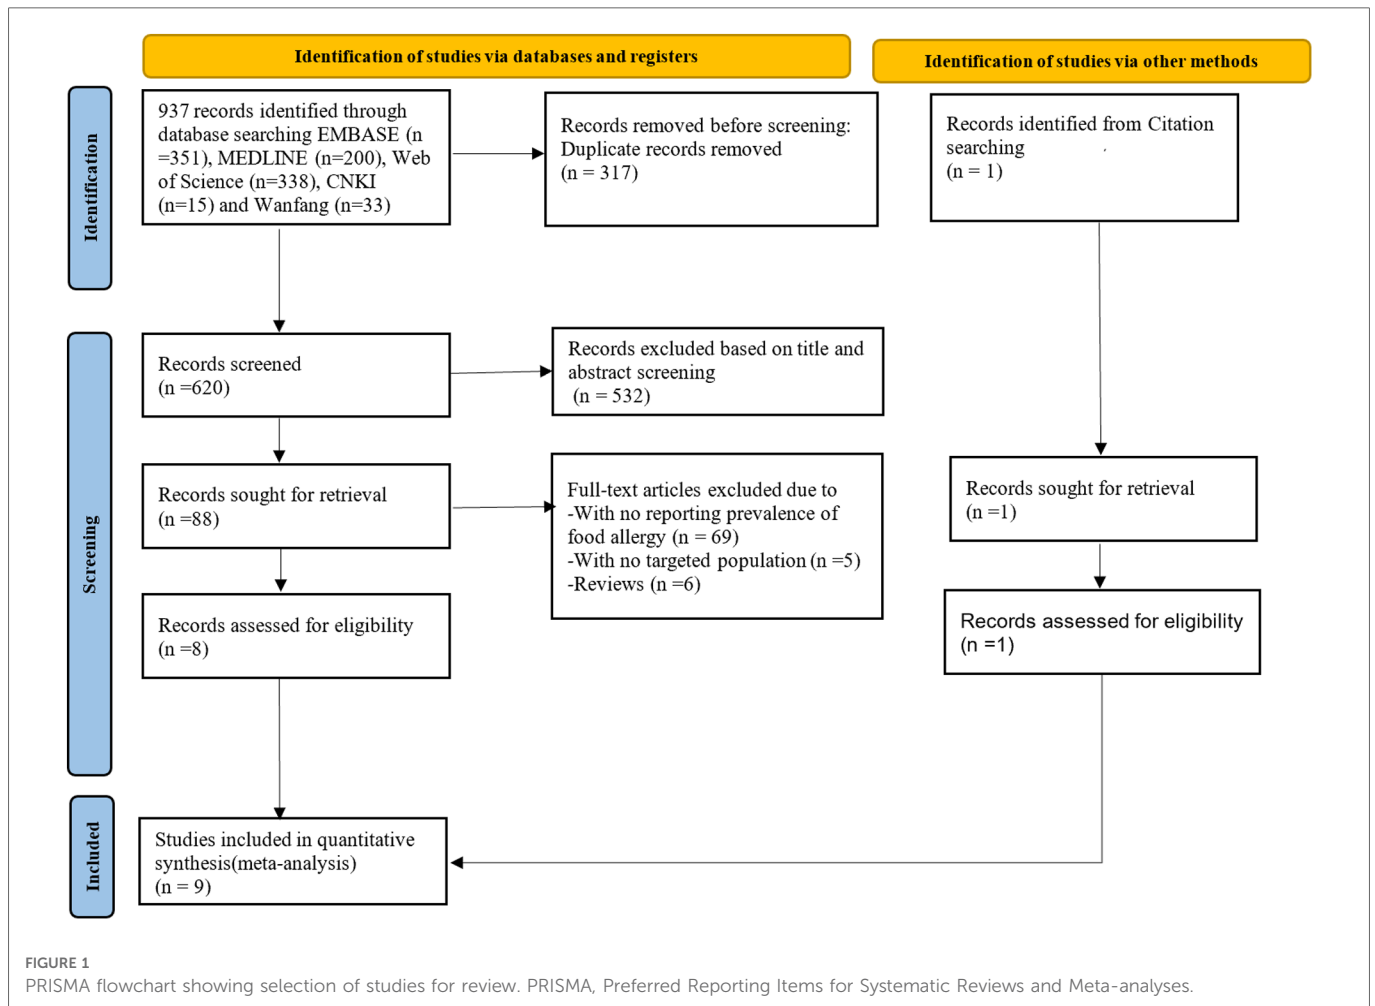 Identification of studies via databases and registers
Identification of studies via other methods
Identification
937 records identified through
database searching EMBASE (n
=351), MEDLINE (n=200), Web
of Science (n=338), CNKI
(n=15) and Wanfang (n=33)
Records removed before screening:
Duplicate records removed
(n = 317)
Records identified from Citation
searching
(n = 1)
Screening
Records screened
(n =620)
Records excluded based on title and
abstract screening
(n = 532)
Records sought for retrieval
(n =88)
Full-text articles excluded due to
-With no reporting prevalence of
food allergy (n = 69)
-With no targeted population (n =5)
-Reviews (n =6)
Records sought for retrieval
(n =1)
Records assessed for eligibility
(n =8)
Records assessed for eligibility
(n =1)
Included
Studies included in quantitative
synthesis(meta-analysis)
(n = 9)
FIGURE 1
PRISMA flowchart showing selection of studies for review. PRISMA, Preferred Reporting Items for Systematic Reviews and Meta-analyses.